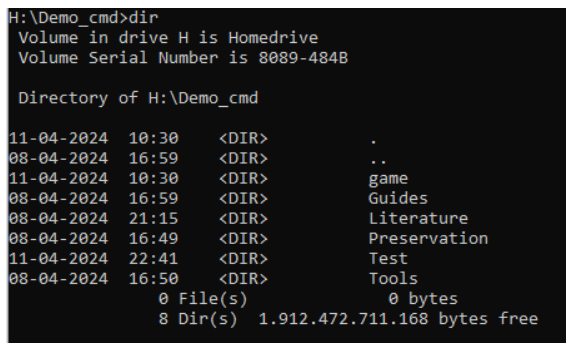 H:\Demo_cmd>dir
 Volume in drive H is Homedrive
 Volume Serial Number is 8089-484B

 Directory of H:\Demo_cmd

11-04-2024  10:30    <DIR>          .
08-04-2024  16:59    <DIR>          ..
11-04-2024  10:30    <DIR>          game
08-04-2024  16:59    <DIR>          Guides
08-04-2024  21:15    <DIR>          Literature
08-04-2024  16:49    <DIR>          Preservation
11-04-2024  22:41    <DIR>          Test
08-04-2024  16:50    <DIR>          Tools
               0 File(s)              0 bytes
               8 Dir(s)  1.912.472.711.168 bytes free